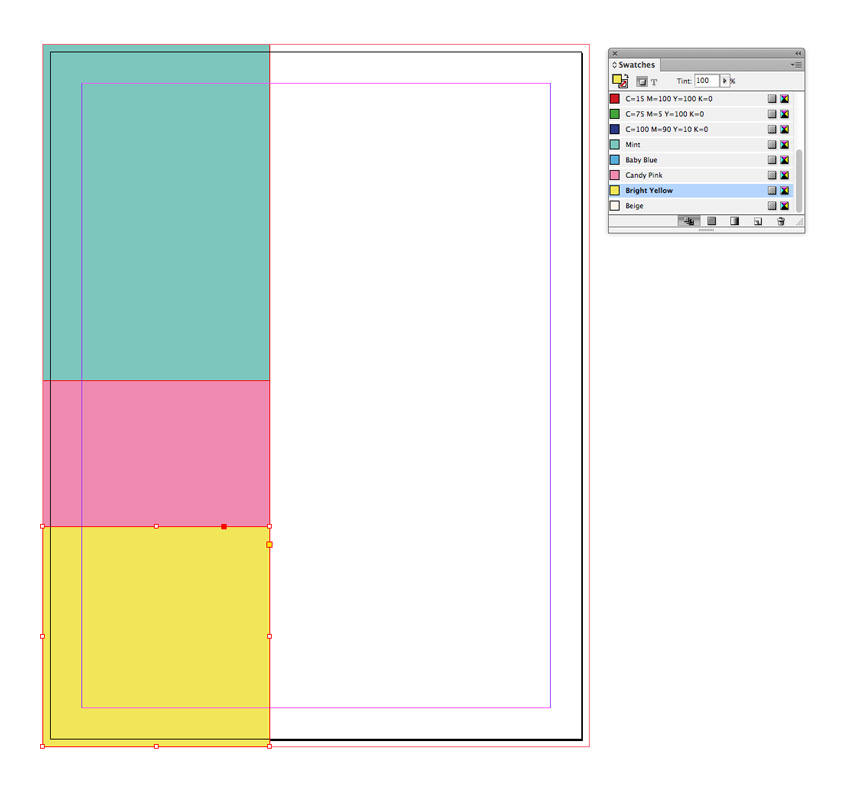 Swatches
T Tint: 100 %
C=15 M=100 Y=100 K=0
C=75 M=5 Y=100 K=0
C=100 M=90 Y=10 K=0
Mint
Baby Blue
Candy Pink
Bright Yellow
Beige